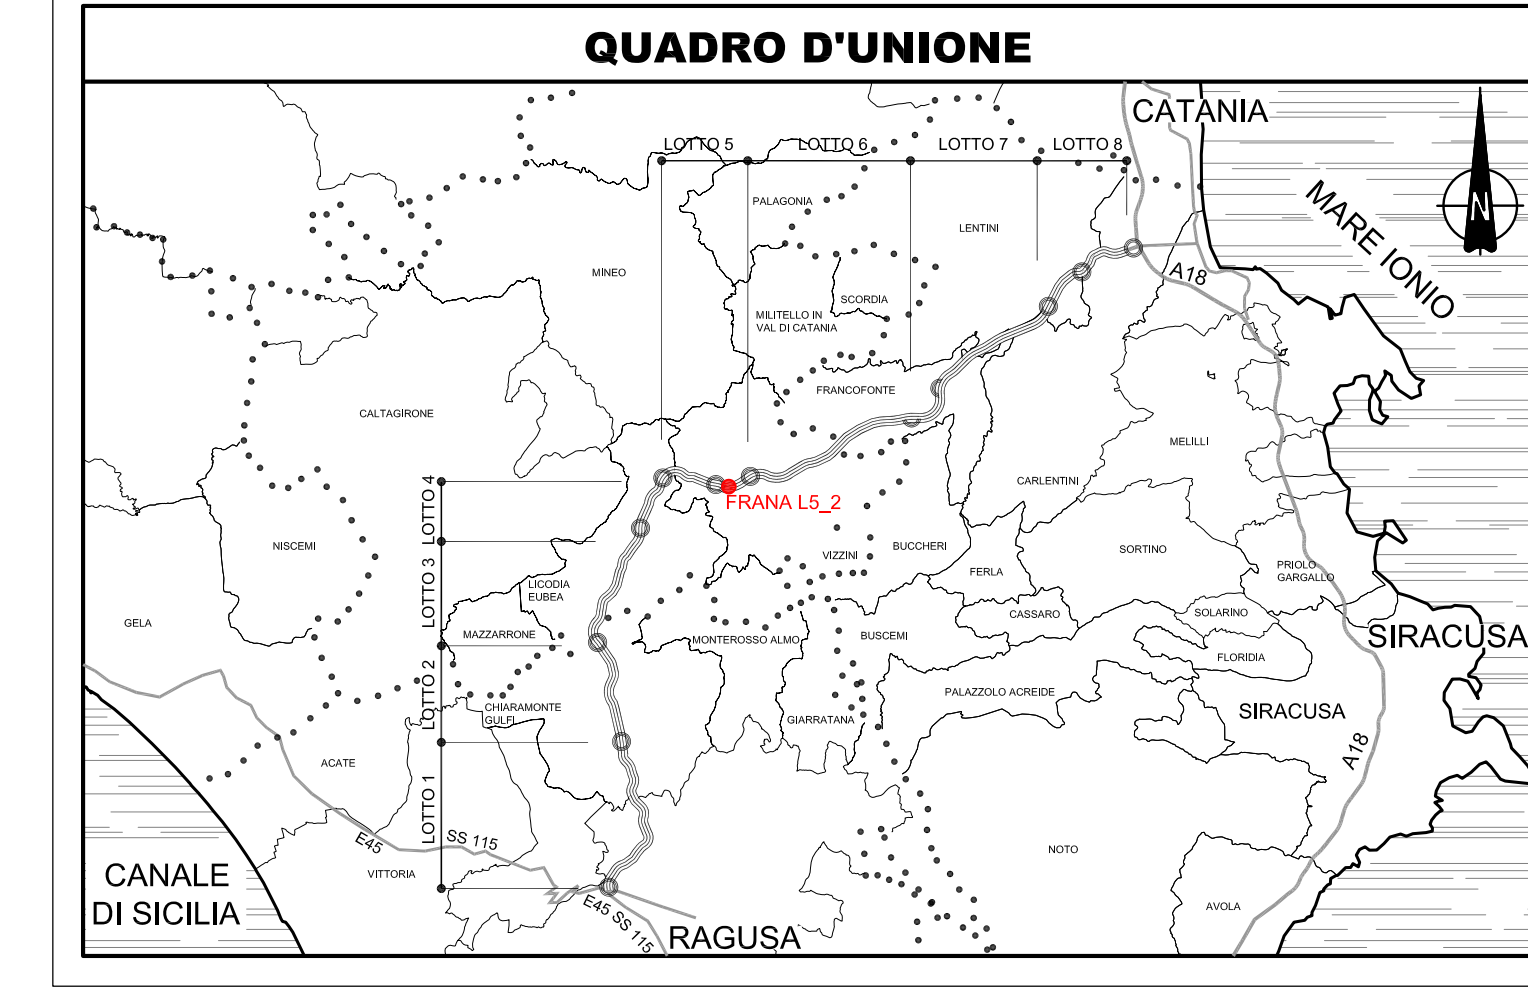 QUADRO D'UNIONE
CATANIA
LOTTO 5
LOTTO 6
LOTTO 7
LOTTO 8
N
MARE IONIO
PALAGONIA
LENTINI
MINEO
A18
SCORDIA
MILITELLO IN
VAL DI CATANIA
FRANCOFONTE
CALTAGIRONE
MELILLI
CARLENTINI
LOTTO 4
FRANA L5_2
NISCEMI
VIZZINI
BUCCHERI
SORTINO
FERLA
PRIOLO
GARGALLO
LOTTO 3
LICODIA
EUBEA
CASSARO
SOLARINO
GELA
MAZZARRONE
MONTEROSSO ALMO
BUSCEMI
SIRACUSA
FLORIDIA
LOTTO 2
PALAZZOLO ACREIDE
CHIARAMONTE
GULFI
GIARRATANA
SIRACUSA
A18
ACATE
LOTTO 1
E45
SS 115
NOTO
VITTORIA
CANALE
DI SICILIA
E45 SS 115
RAGUSA
AVOLA